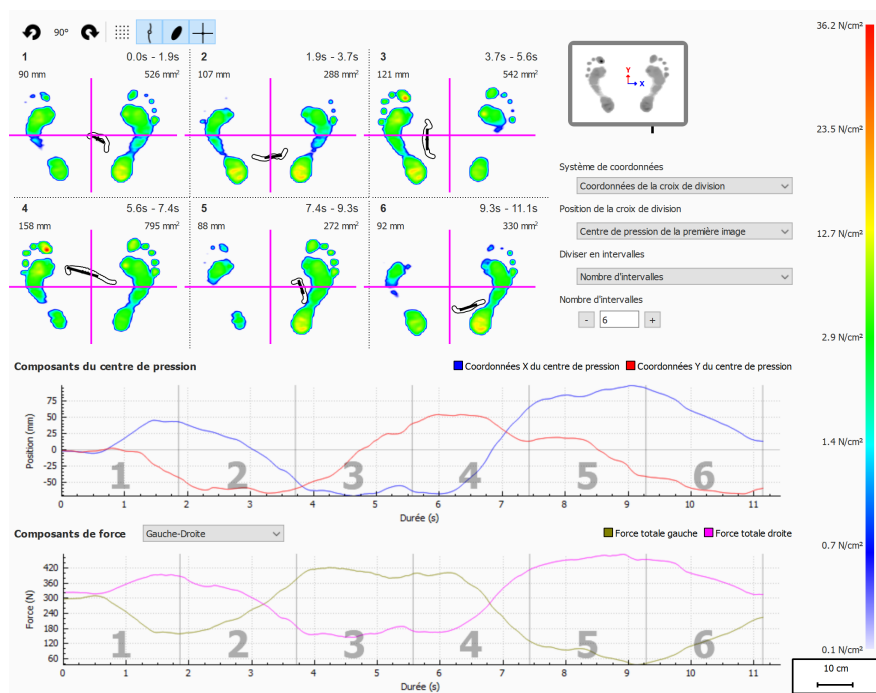 90°
36.2 N/cm²
1 0.0s - 1.9s
90 mm 526 mm²
2 1.9s - 3.7s
107 mm 288 mm²
3 3.7s - 5.6s
121 mm 542 mm²
Y
X
23.5 N/cm²
Système de coordonnées
Coordonnées de la croix de division
4 5.6s - 7.4s
158 mm 795 mm²
5 7.4s - 9.3s
88 mm 272 mm²
6 9.3s - 11.1s
92 mm 330 mm²
Position de la croix de division
Centre de pression de la première image
12.7 N/cm²
Diviser en intervalles
Nombre d'intervalles
Nombre d'intervalles
- 6 +
2.9 N/cm²
Composants du centre de pression
Coordonnées X du centre de pression Coordonnées Y du centre de pression
Position (mm)
75
50
25
0
-25
-50
1 2 3 4 5 6
0 1 2 3 4 5 6 7 8 9 10 11
Durée (s)
1.4 N/cm²
Composants de force Gauche-Droite Force totale gauche Force totale droite
0.7 N/cm²
Force (N)
420
360
300
240
180
120
60
1 2 3 4 5 6
0 1 2 3 4 5 6 7 8 9 10 11
Durée (s)
0.1 N/cm²
10 cm